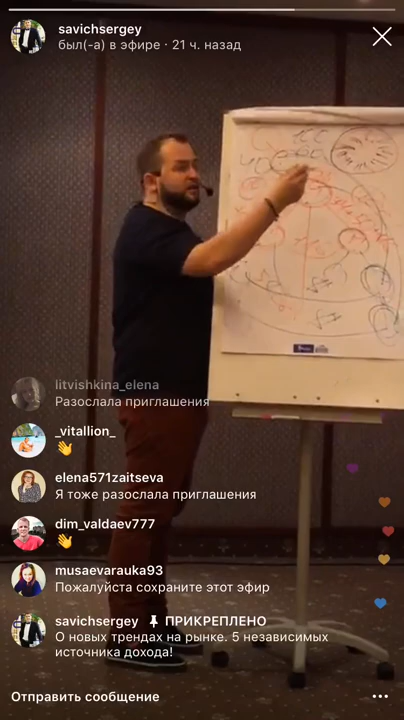 savichsergey
был(-а) в эфире · 21 ч. назад
litvishkina_elena
Разослала приглашения
_vitallion_
👋
elena571zaitseva
Я тоже разослала приглашения
dim_valdaev777
👋
musaevarauka93
Пожалуйста сохраните этот эфир
savichsergey ПРИКРЕПЛЕНО
О новых трендах на рынке. 5 независимых
источника дохода!
Отправить сообщение